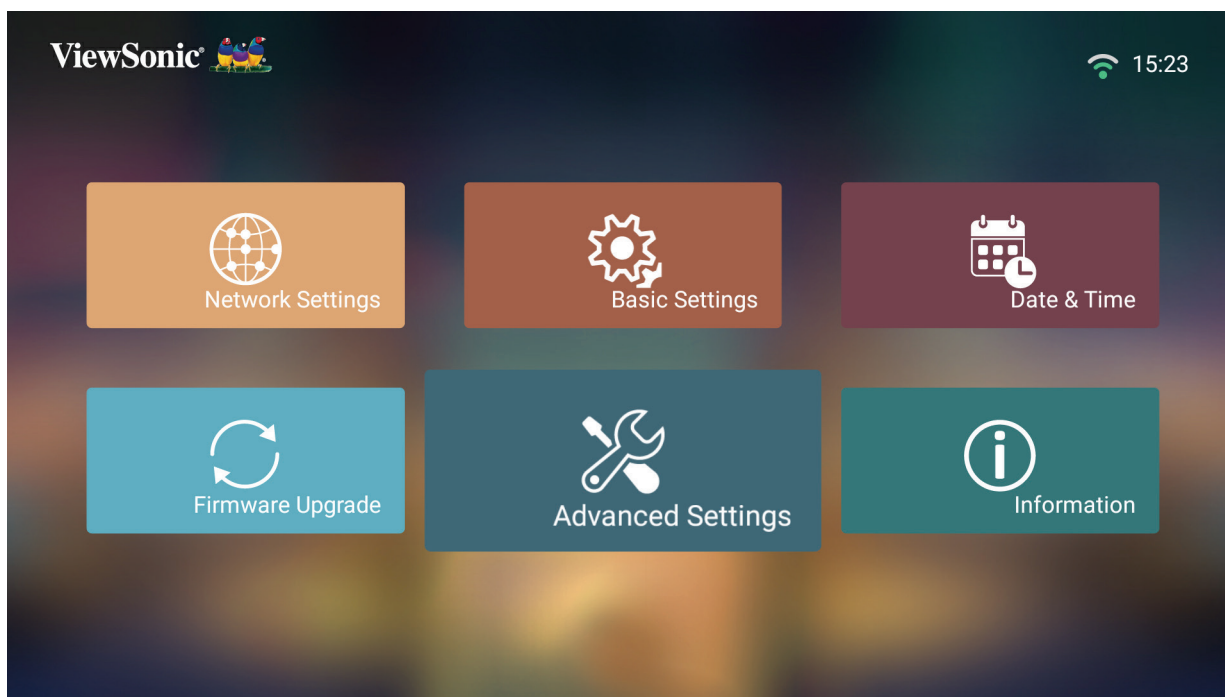 ViewSonic®
15:23
Network Settings
Basic Settings
Date & Time
Firmware Upgrade
Advanced Settings
Information